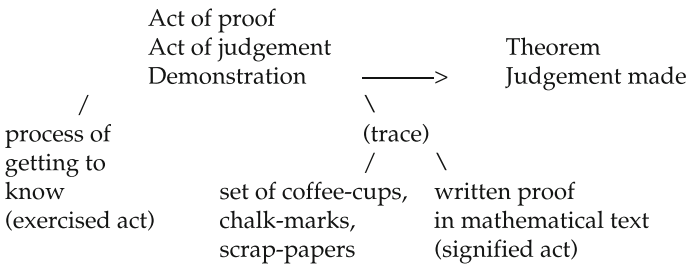 Act of proof
Act of judgement Theorem
Demonstration ———> Judgement made
/ \
process of (trace)
getting to / \
know set of coffee-cups, written proof
(exercised act) chalk-marks, in mathematical text
scrap-papers (signified act)